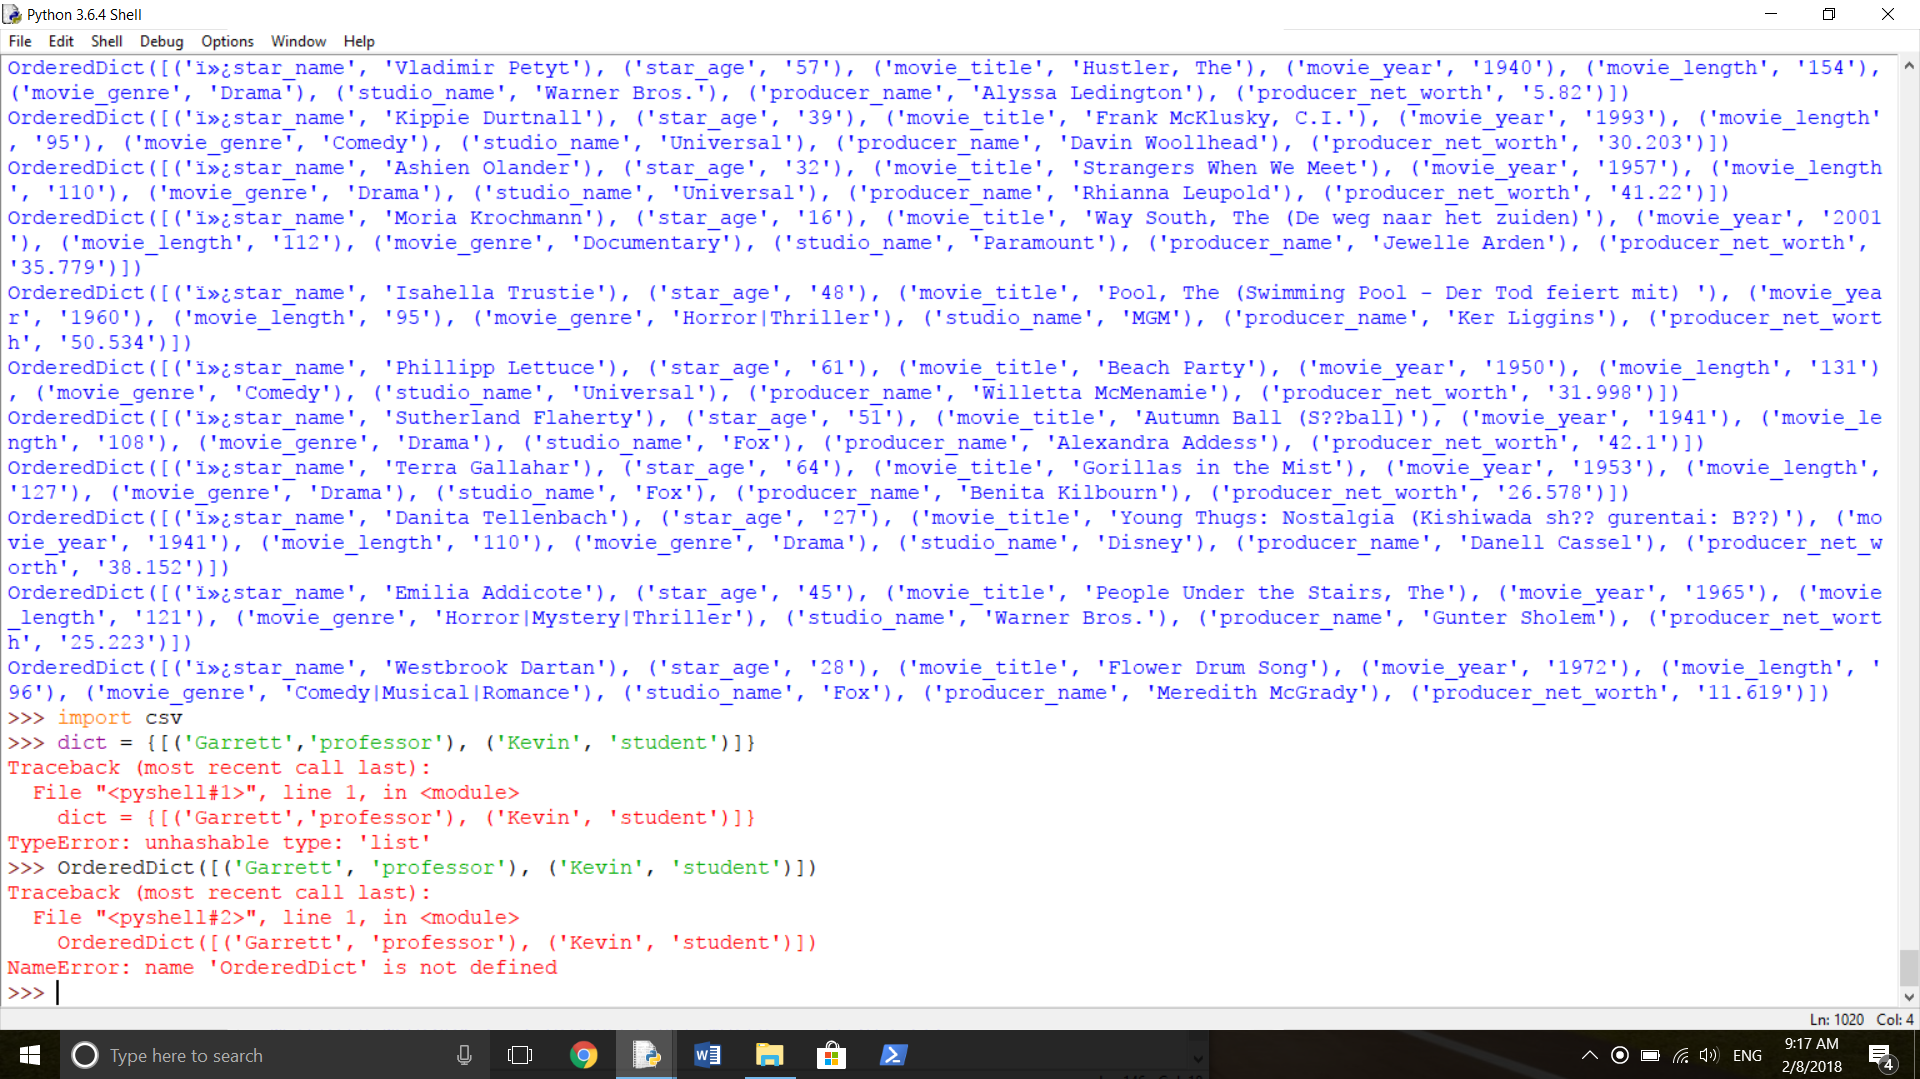 Python 3.6.4 Shell
File Edit Shell Debug Options Window Help
OrderedDict([('ï»¿star_name', 'Vladimir Petyt'), ('star_age', '57'), ('movie_title', 'Hustler, The'), ('movie_year', '1940'), ('movie_length', '154'),
('movie_genre', 'Drama'), ('studio_name', 'Warner Bros.'), ('producer_name', 'Alyssa Ledington'), ('producer_net_worth', '5.82')])
OrderedDict([('ï»¿star_name', 'Kippie Durtnall'), ('star_age', '39'), ('movie_title', 'Frank McKlusky, C.I.'), ('movie_year', '1993'), ('movie_length'
, '95'), ('movie_genre', 'Comedy'), ('studio_name', 'Universal'), ('producer_name', 'Davin Woollhead'), ('producer_net_worth', '30.203')])
OrderedDict([('ï»¿star_name', 'Ashien Olander'), ('star_age', '32'), ('movie_title', 'Strangers When We Meet'), ('movie_year', '1957'), ('movie_length
', '110'), ('movie_genre', 'Drama'), ('studio_name', 'Universal'), ('producer_name', 'Rhianna Leupold'), ('producer_net_worth', '41.22')])
OrderedDict([('ï»¿star_name', 'Moria Krochmann'), ('star_age', '16'), ('movie_title', 'Way South, The (De weg naar het zuiden)'), ('movie_year', '2001
'), ('movie_length', '112'), ('movie_genre', 'Documentary'), ('studio_name', 'Paramount'), ('producer_name', 'Jewelle Arden'), ('producer_net_worth',
'35.779')])
OrderedDict([('ï»¿star_name', 'Isahella Trustie'), ('star_age', '48'), ('movie_title', 'Pool, The (Swimming Pool - Der Tod feiert mit) '), ('movie_yea
r', '1960'), ('movie_length', '95'), ('movie_genre', 'Horror|Thriller'), ('studio_name', 'MGM'), ('producer_name', 'Ker Liggins'), ('producer_net_wort
h', '50.534')])
OrderedDict([('ï»¿star_name', 'Phillipp Lettuce'), ('star_age', '61'), ('movie_title', 'Beach Party'), ('movie_year', '1950'), ('movie_length', '131')
, ('movie_genre', 'Comedy'), ('studio_name', 'Universal'), ('producer_name', 'Willetta McMenamie'), ('producer_net_worth', '31.998')])
OrderedDict([('ï»¿star_name', 'Sutherland Flaherty'), ('star_age', '51'), ('movie_title', 'Autumn Ball (S??ball)'), ('movie_year', '1941'), ('movie_le
ngth', '108'), ('movie_genre', 'Drama'), ('studio_name', 'Fox'), ('producer_name', 'Alexandra Addess'), ('producer_net_worth', '42.1')])
OrderedDict([('ï»¿star_name', 'Terra Gallahar'), ('star_age', '64'), ('movie_title', 'Gorillas in the Mist'), ('movie_year', '1953'), ('movie_length',
'127'), ('movie_genre', 'Drama'), ('studio_name', 'Fox'), ('producer_name', 'Benita Kilbourn'), ('producer_net_worth', '26.578')])
OrderedDict([('ï»¿star_name', 'Danita Tellenbach'), ('star_age', '27'), ('movie_title', 'Young Thugs: Nostalgia (Kishiwada sh?? gurentai: B??)'), ('mo
vie_year', '1941'), ('movie_length', '110'), ('movie_genre', 'Drama'), ('studio_name', 'Disney'), ('producer_name', 'Danell Cassel'), ('producer_net_w
orth', '38.152')])
OrderedDict([('ï»¿star_name', 'Emilia Addicote'), ('star_age', '45'), ('movie_title', 'People Under the Stairs, The'), ('movie_year', '1965'), ('movie
_length', '121'), ('movie_genre', 'Horror|Mystery|Thriller'), ('studio_name', 'Warner Bros.'), ('producer_name', 'Gunter Sholem'), ('producer_net_wort
h', '25.223')])
OrderedDict([('ï»¿star_name', 'Westbrook Dartan'), ('star_age', '28'), ('movie_title', 'Flower Drum Song'), ('movie_year', '1972'), ('movie_length', '
96'), ('movie_genre', 'Comedy|Musical|Romance'), ('studio_name', 'Fox'), ('producer_name', 'Meredith McGrady'), ('producer_net_worth', '11.619')])
>>> import csv
>>> dict = {[('Garrett','professor'), ('Kevin', 'student')]}
Traceback (most recent call last):
  File "<pyshell#1>", line 1, in <module>
    dict = {[('Garrett','professor'), ('Kevin', 'student')]}
TypeError: unhashable type: 'list'
>>> OrderedDict([('Garrett', 'professor'), ('Kevin', 'student')])
Traceback (most recent call last):
  File "<pyshell#2>", line 1, in <module>
    OrderedDict([('Garrett', 'professor'), ('Kevin', 'student')])
NameError: name 'OrderedDict' is not defined
>>>
Ln: 1020 Col: 4
Type here to search
ENG
9:17 AM
2/8/2018
4